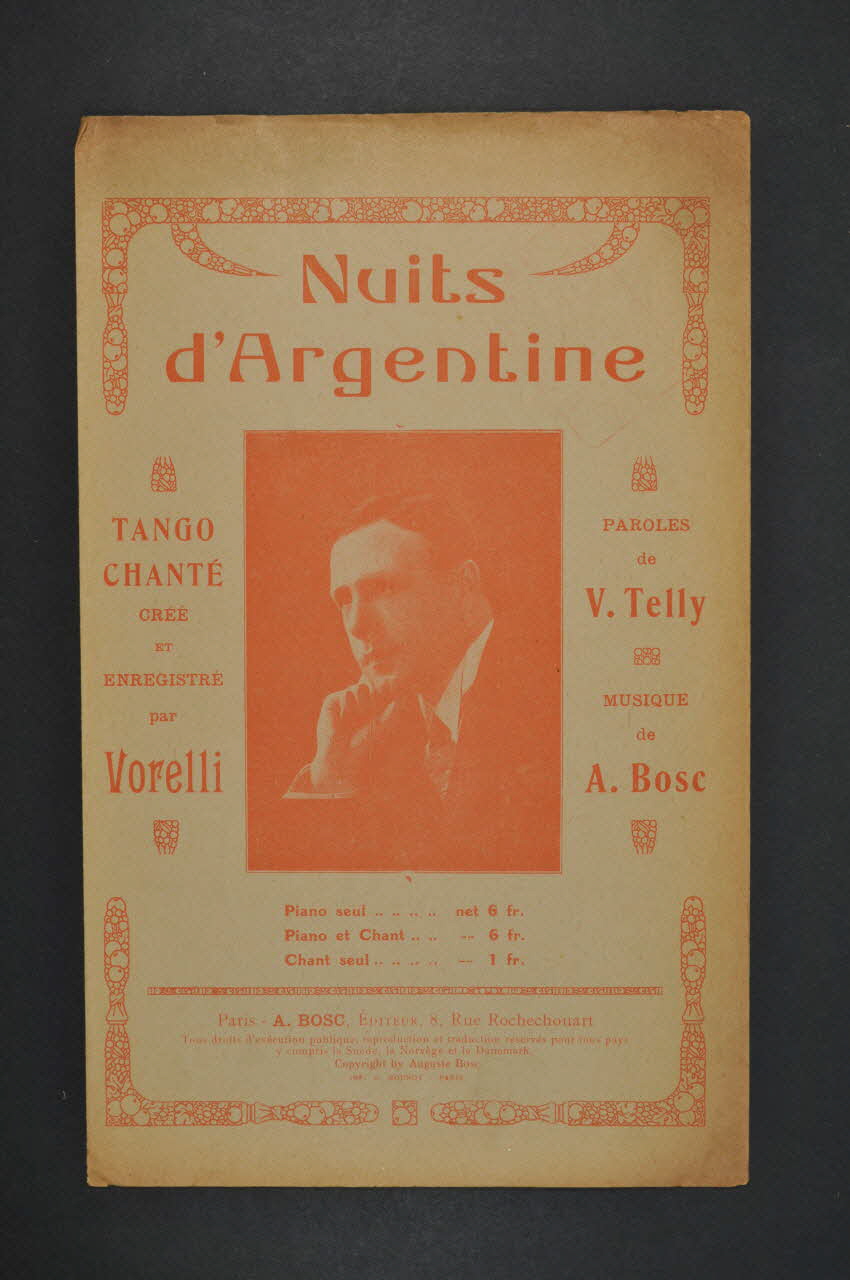 Nuits
d'Argentine
TANGO
CHANTÉ
CRÉÉ
ET
ENREGISTRÉ
par
Vorelli
PAROLES
de
V. Telly
MUSIQUE
de
A. Bosc
Piano seul .. .. .. .. net 6 fr.
Piano et Chant .. .. -- 6 fr.
Chant seul .. .. .. .. -- 1 fr.
Paris - A. BOSC, ÉDITEUR, 8, Rue Rochechouart
Tous droits d'exécution publique, reproduction et traduction réservés pour tous pays
y compris la Suède, la Norvège et le Danemark.
Copyright by Auguste Bosc.
PARIS